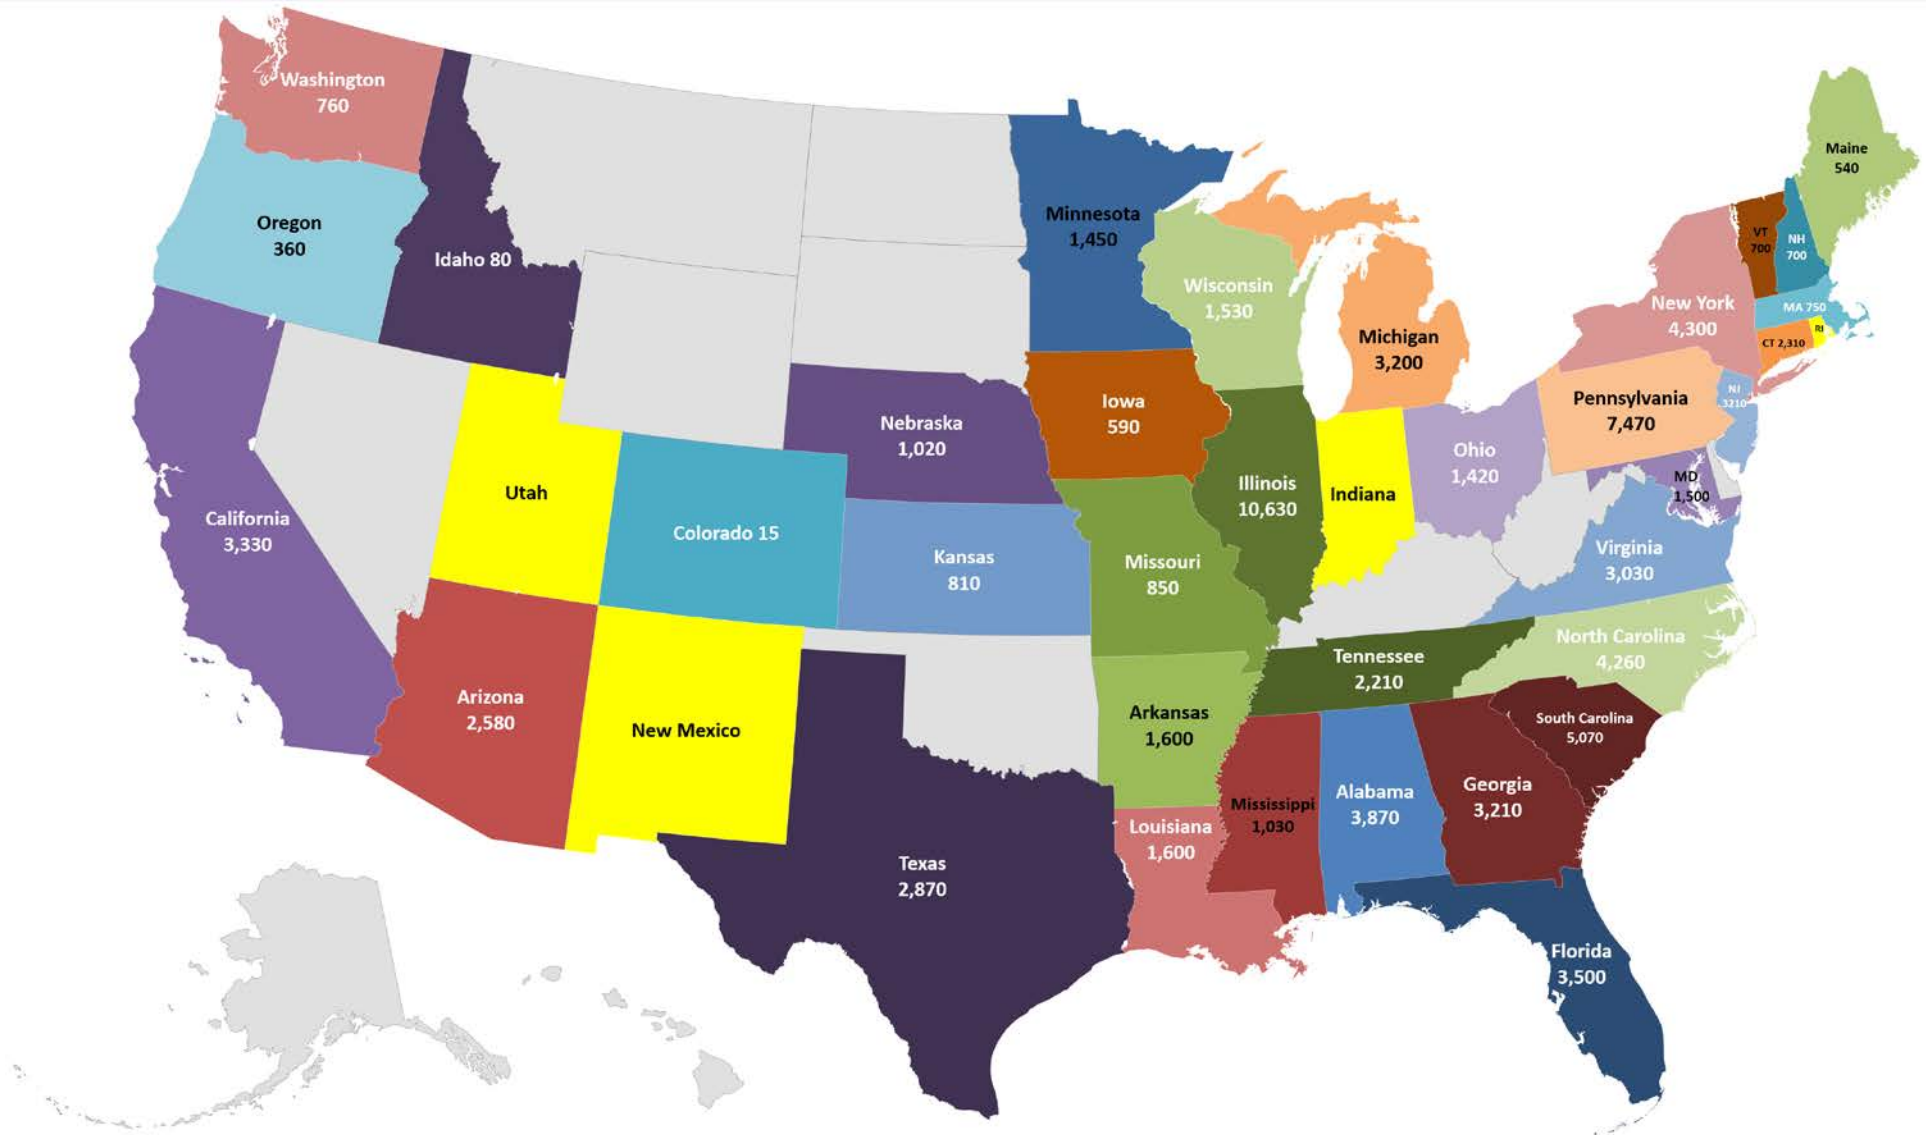 Washington
760
Oregon
360
Idaho 80
California
3,330
Utah
Colorado 15
Arizona
2,580
New Mexico
Texas
2,870
Nebraska
1,020
Kansas
810
Minnesota
1,450
Iowa
590
Missouri
850
Arkansas
1,600
Louisiana
1,600
Wisconsin
1,530
Illinois
10,630
Michigan
3,200
Indiana
Ohio
1,420
Tennessee
2,210
Mississippi
1,030
Alabama
3,870
Georgia
3,210
Florida
3,500
South Carolina
5,070
North Carolina
4,260
Virginia
3,030
MD
1,500
Pennsylvania
7,470
NJ
3210
New York
4,300
CT 2,310
RI
MA 750
VT
700
NH
700
Maine
540